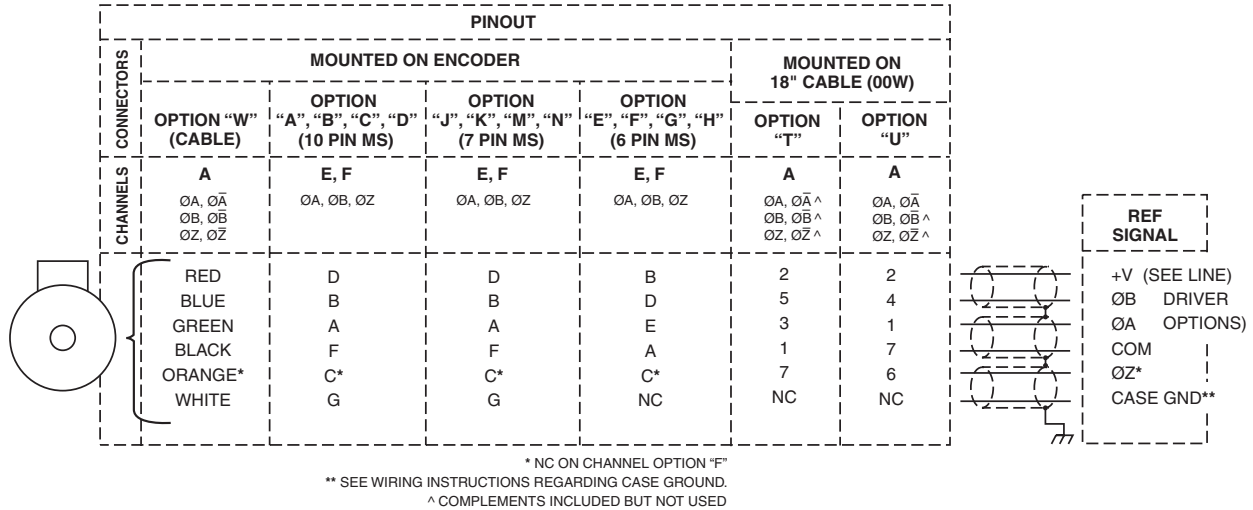 PINOUT
CONNECTORS
MOUNTED ON ENCODER
MOUNTED ON
18" CABLE (00W)
OPTION “W”
(CABLE)
OPTION
“A”, “B”, “C”, “D”
(10 PIN MS)
OPTION
“J”, “K”, “M”, “N”
(7 PIN MS)
OPTION
“E”, “F”, “G”, “H”
(6 PIN MS)
OPTION
“T”
OPTION
“U”
CHANNELS
A E, F E, F E, F A A
ØA, ØA̅ ØA, ØB, ØZ ØA, ØB, ØZ ØA, ØB, ØZ ØA, ØA̅ ^ ØA, ØA̅
ØB, ØB̅ ØB, ØB̅ ^ ØB, ØB̅ ^
ØZ, ØZ̅ ØZ, ØZ̅ ^ ØZ, ØZ̅ ^
REF
SIGNAL
RED D D B 2 2 +V (SEE LINE)
BLUE B B D 5 4 ØB DRIVER
GREEN A A E 3 1 ØA OPTIONS)
BLACK F F A 1 7 COM
ORANGE* C* C* C* 7 6 ØZ*
WHITE G G NC NC NC CASE GND**
* NC ON CHANNEL OPTION “F”
** SEE WIRING INSTRUCTIONS REGARDING CASE GROUND.
^ COMPLEMENTS INCLUDED BUT NOT USED